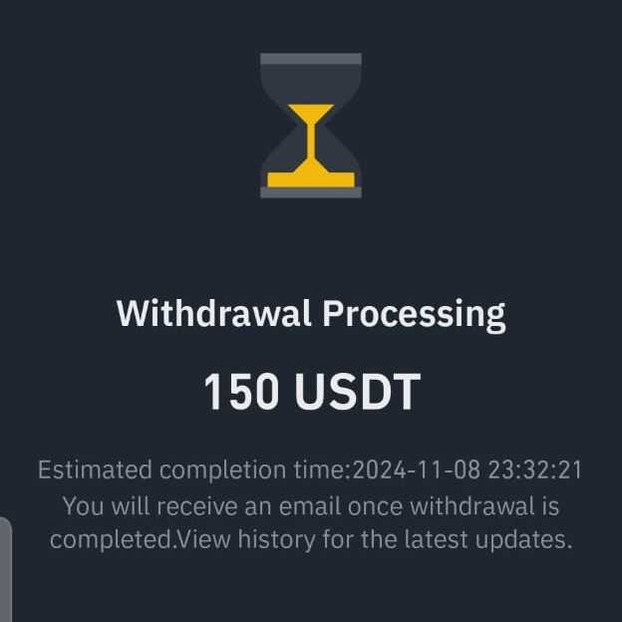 Withdrawal Processing
150 USDT
Estimated completion time:2024-11-08 23:32:21
You will receive an email once withdrawal is
completed.View history for the latest updates.